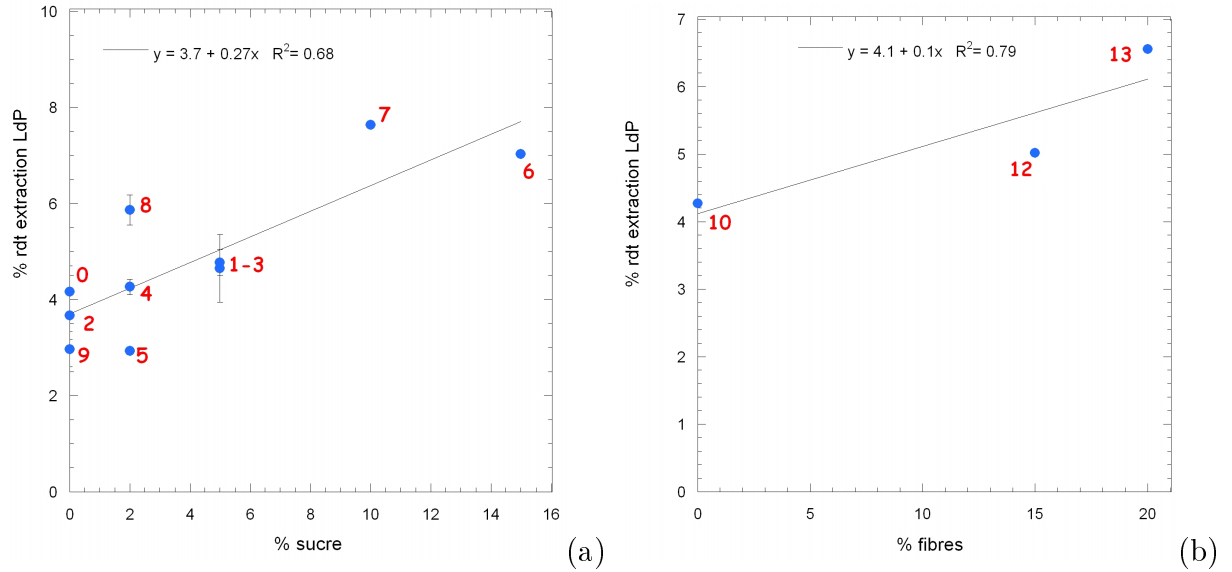 10
8
6
4
2
0
% rdt extraction LdP
y = 3.7 + 0.27x R²= 0.68
7
6
8
0
1-3
4
2
9
5
0 2 4 6 8 10 12 14 16
% sucre
(a)
7
6
5
4
3
2
1
0
% rdt extraction LdP
y = 4.1 + 0.1x R²= 0.79
13
12
10
0 5 10 15 20
% fibres
(b)